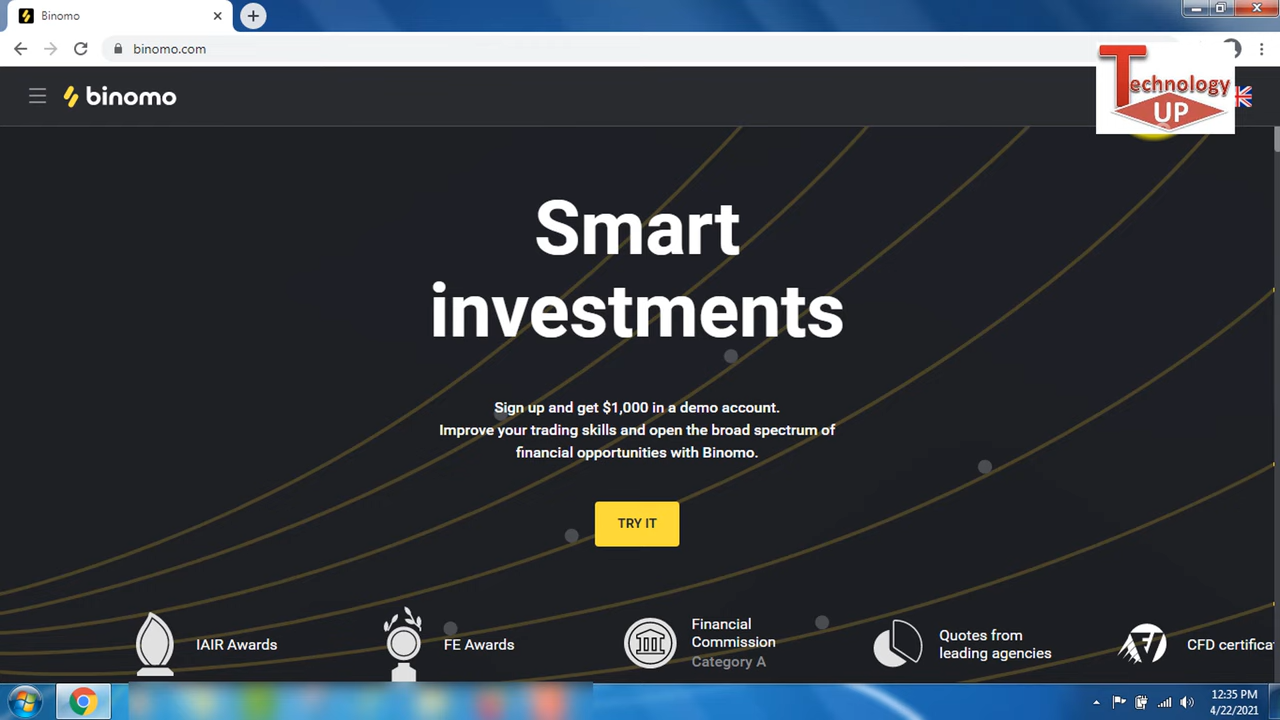 Binomo
binomo.com
Technology
UP
binomo
Smart
investments
Sign up and get $1,000 in a demo account.
Improve your trading skills and open the broad spectrum of
financial opportunities with Binomo.
TRY IT
IAIR Awards
FE Awards
Financial
Commission
Category A
Quotes from
leading agencies
CFD certifica
12:35 PM
4/22/2021